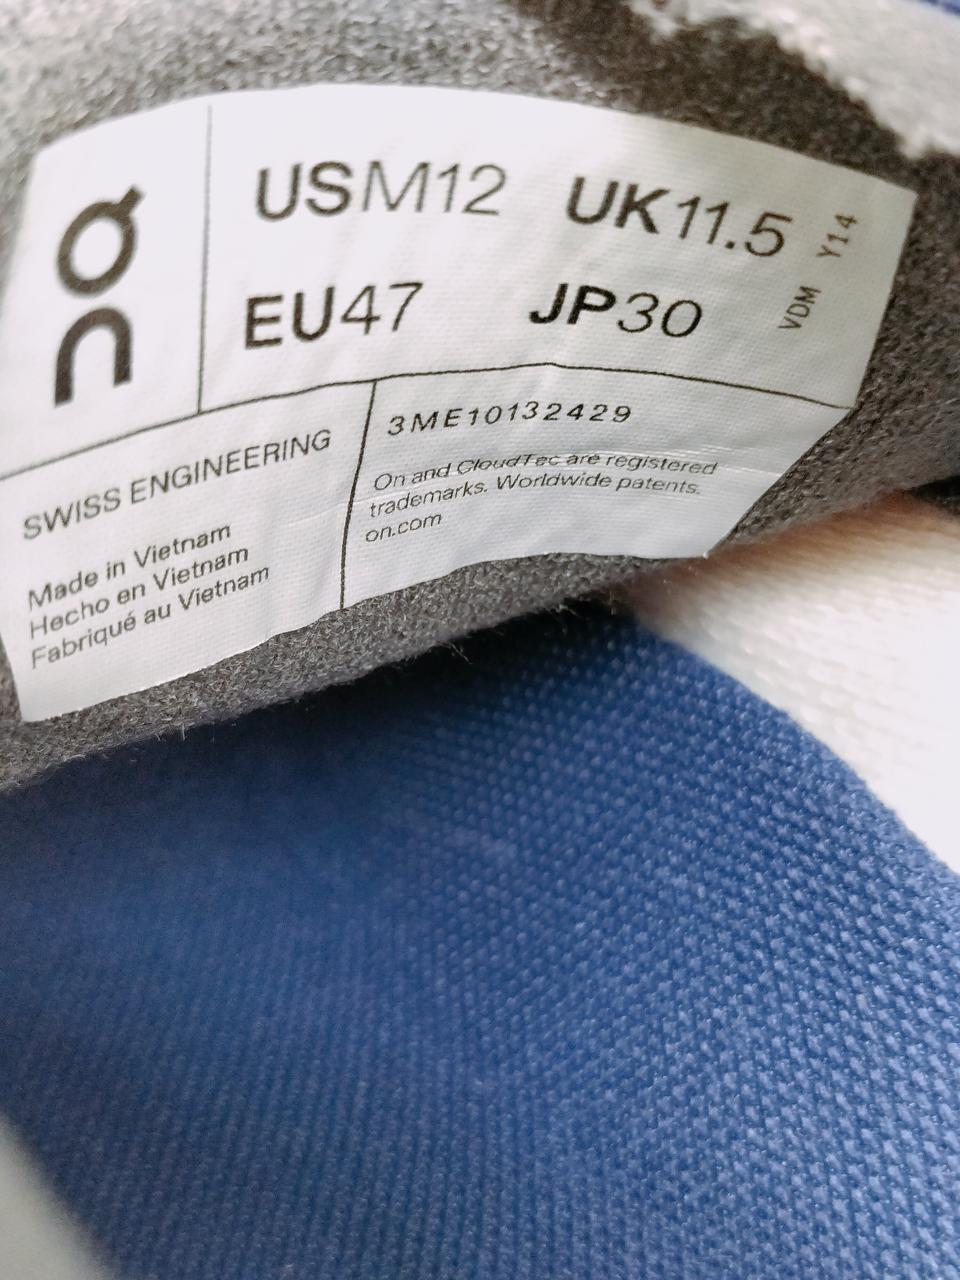 on
USM12 UK11.5
EU47 JP30
VDM Y14
SWISS ENGINEERING
Made in Vietnam
Hecho en Vietnam
Fabriqué au Vietnam
3ME10132429
On and CloudTec are registered
trademarks. Worldwide patents.
on.com